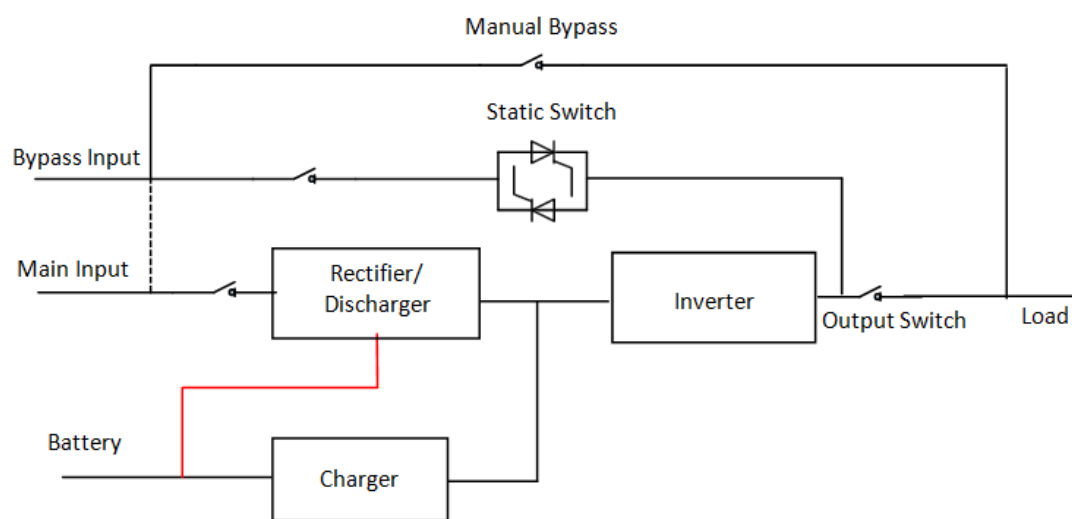 Manual Bypass
Static Switch
Bypass Input
Main Input
Rectifier/
Discharger
Inverter
Output Switch
Load
Battery
Charger